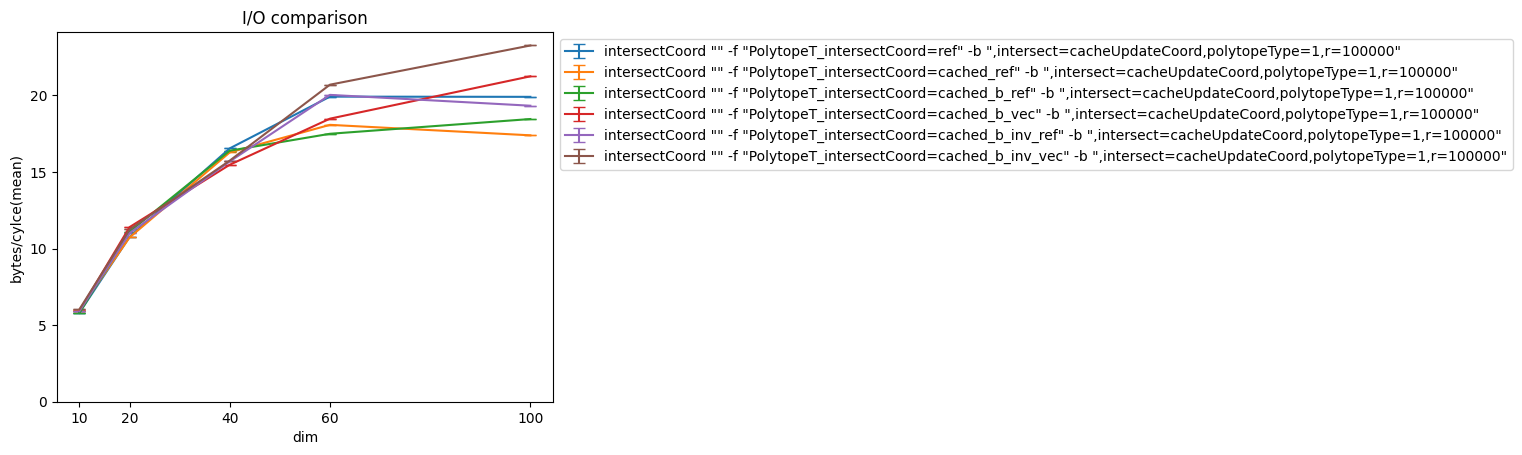 I/O comparison
bytes/cylce(mean)
20
15
10
5
0
10 20 40 60 100
dim
intersectCoord "" -f "PolytopeT_intersectCoord=ref" -b ",intersect=cacheUpdateCoord,polytopeType=1,r=100000"
intersectCoord "" -f "PolytopeT_intersectCoord=cached_ref" -b ",intersect=cacheUpdateCoord,polytopeType=1,r=100000"
intersectCoord "" -f "PolytopeT_intersectCoord=cached_b_ref" -b ",intersect=cacheUpdateCoord,polytopeType=1,r=100000"
intersectCoord "" -f "PolytopeT_intersectCoord=cached_b_vec" -b ",intersect=cacheUpdateCoord,polytopeType=1,r=100000"
intersectCoord "" -f "PolytopeT_intersectCoord=cached_b_inv_ref" -b ",intersect=cacheUpdateCoord,polytopeType=1,r=100000"
intersectCoord "" -f "PolytopeT_intersectCoord=cached_b_inv_vec" -b ",intersect=cacheUpdateCoord,polytopeType=1,r=100000"